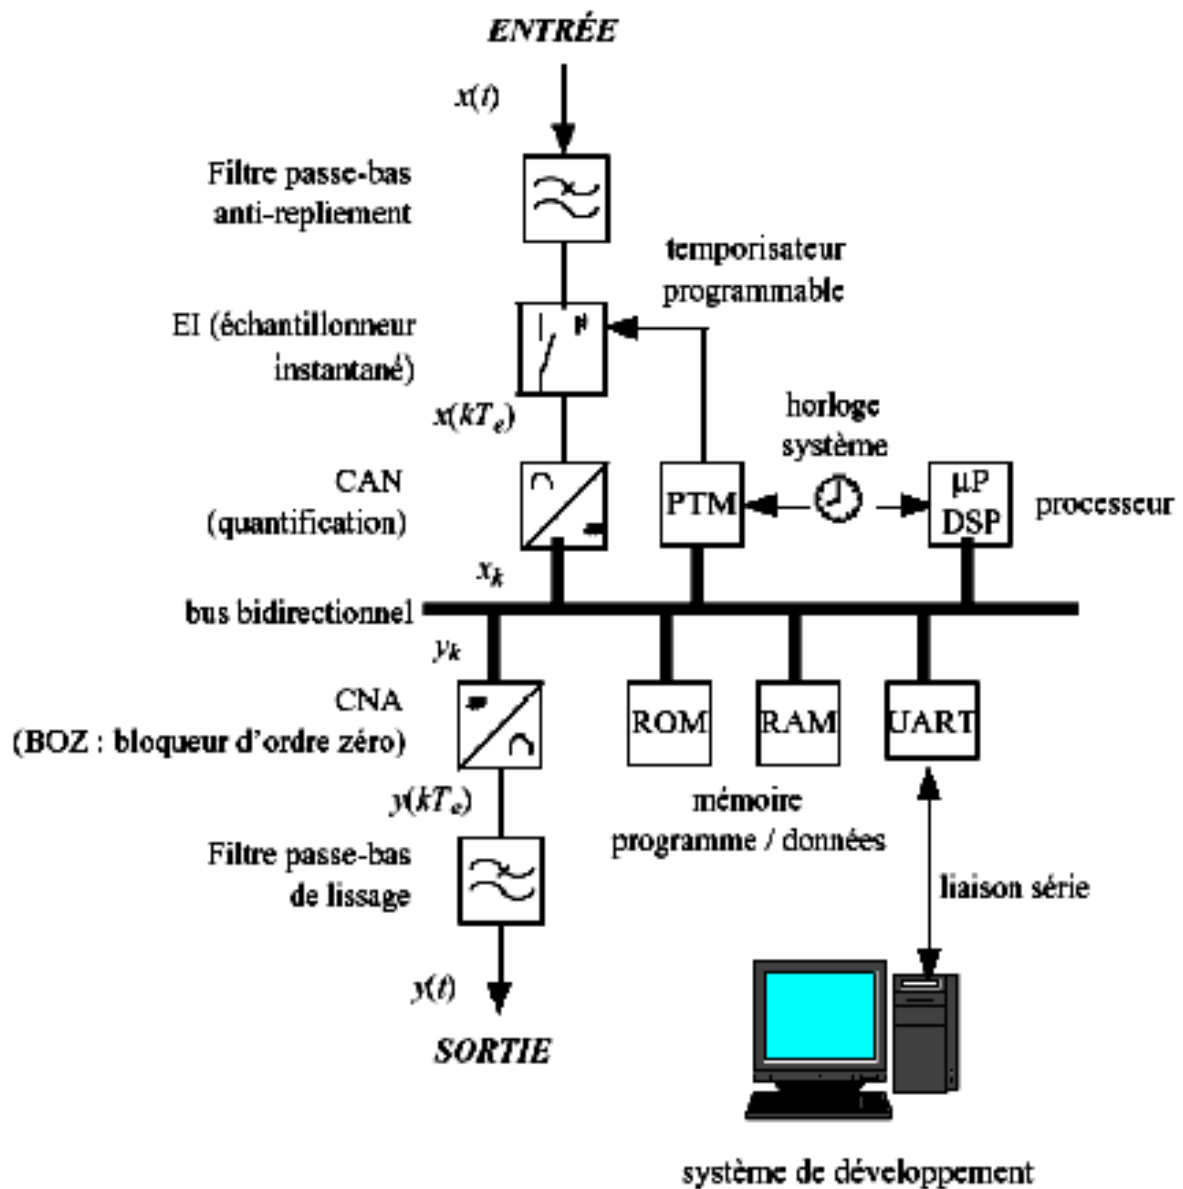 ENTRÉE
x(t)
Filtre passe-bas
anti-repliement
temporisateur
programmable
EI (échantillonneur
instantané)
x(kTe)
horloge
système
CAN
(quantification)
PTM
µP
DSP
processeur
xk
bus bidirectionnel
yk
CNA
(BOZ : bloqueur d'ordre zéro)
ROM
RAM
UART
y(kTe)
mémoire
programme / données
Filtre passe-bas
de lissage
liaison série
y(t)
SORTIE
système de développement